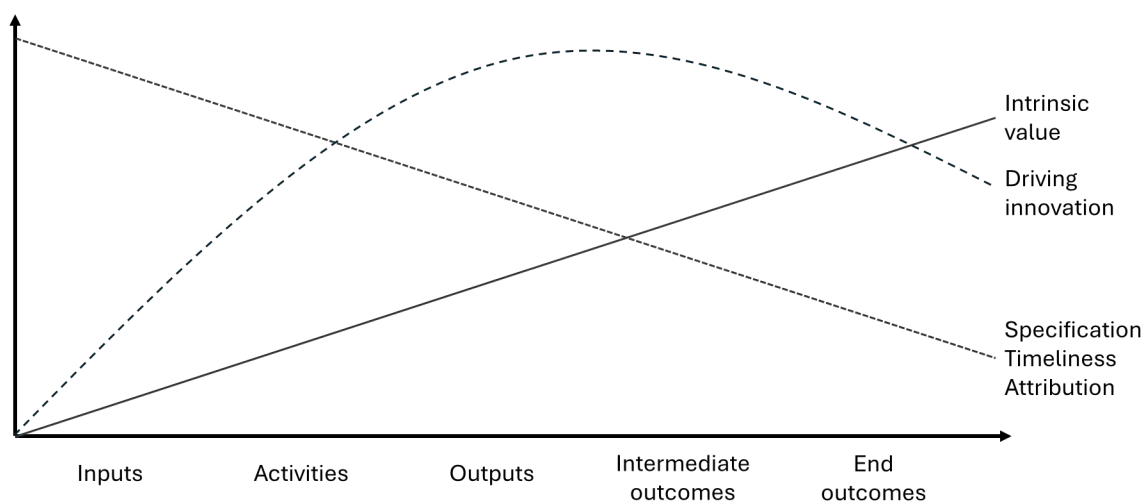 Intrinsic
value
Driving
innovation
Specification
Timeliness
Attribution
Inputs
Activities
Outputs
Intermediate
outcomes
End
outcomes